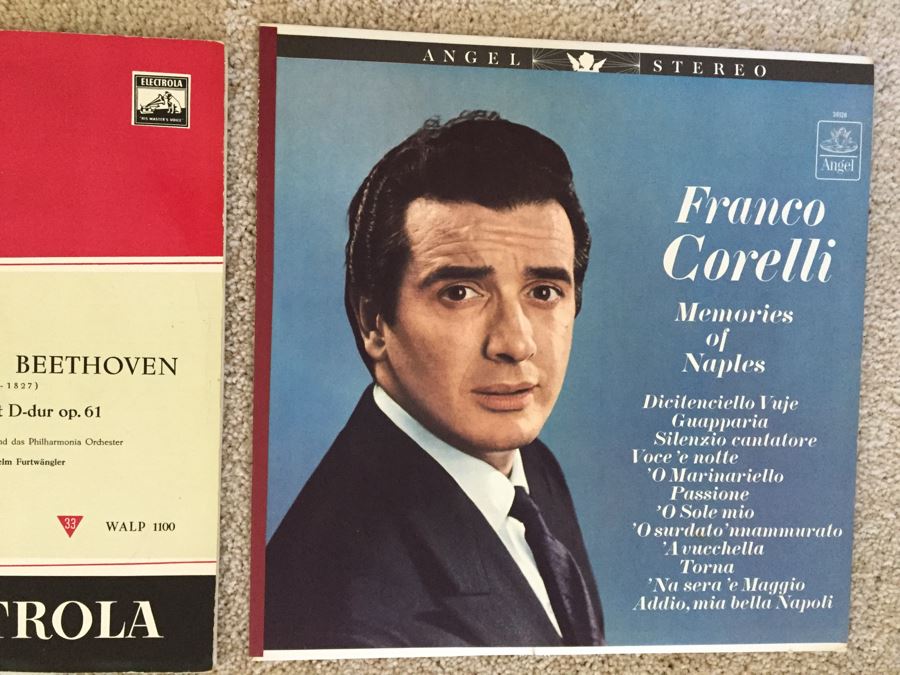 ELECTROLA
"HIS MASTER'S VOICE"
BEETHOVEN
-1827)
t D-dur op. 61
nd das Philharmonia Orchester
elm Furtwängler
33
WALP 1100
TROLA
ANGEL STEREO
Angel
Franco
Corelli
Memories
of
Naples
Dicitenciello Vuje
Guapparia
Silenzio cantatore
Voce 'e notte
'O Marinariello
Passione
'O Sole mio
'O surdato 'nnammurato
'A vucchella
Torna
'Na sera 'e Maggio
Addio, mia bella Napoli